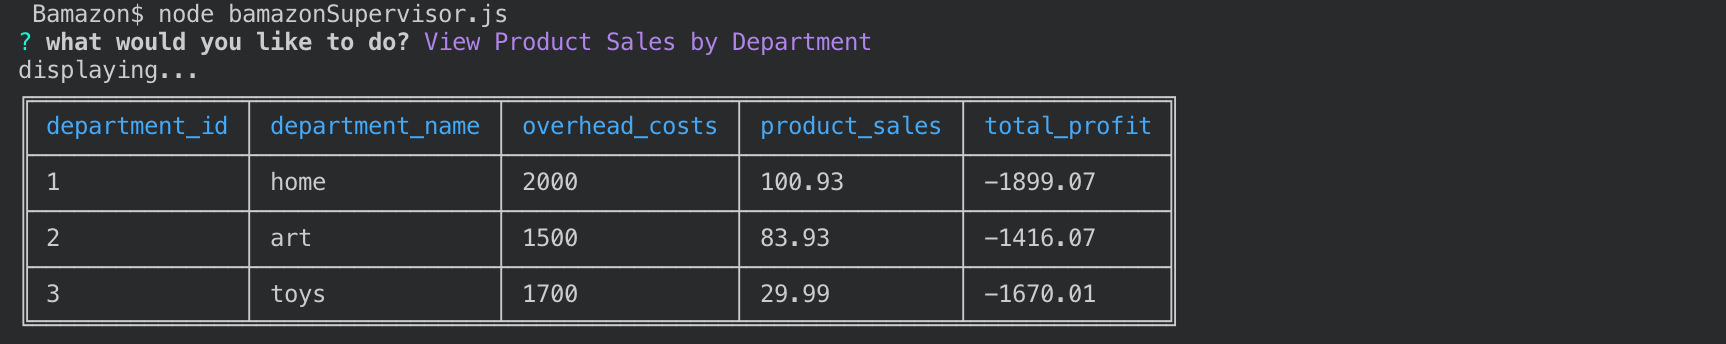 Bamazon$ node bamazonSupervisor.js
? what would you like to do? View Product Sales by Department
displaying...
department_id department_name overhead_costs product_sales total_profit
1 home 2000 100.93 −1899.07
2 art 1500 83.93 −1416.07
3 toys 1700 29.99 −1670.01